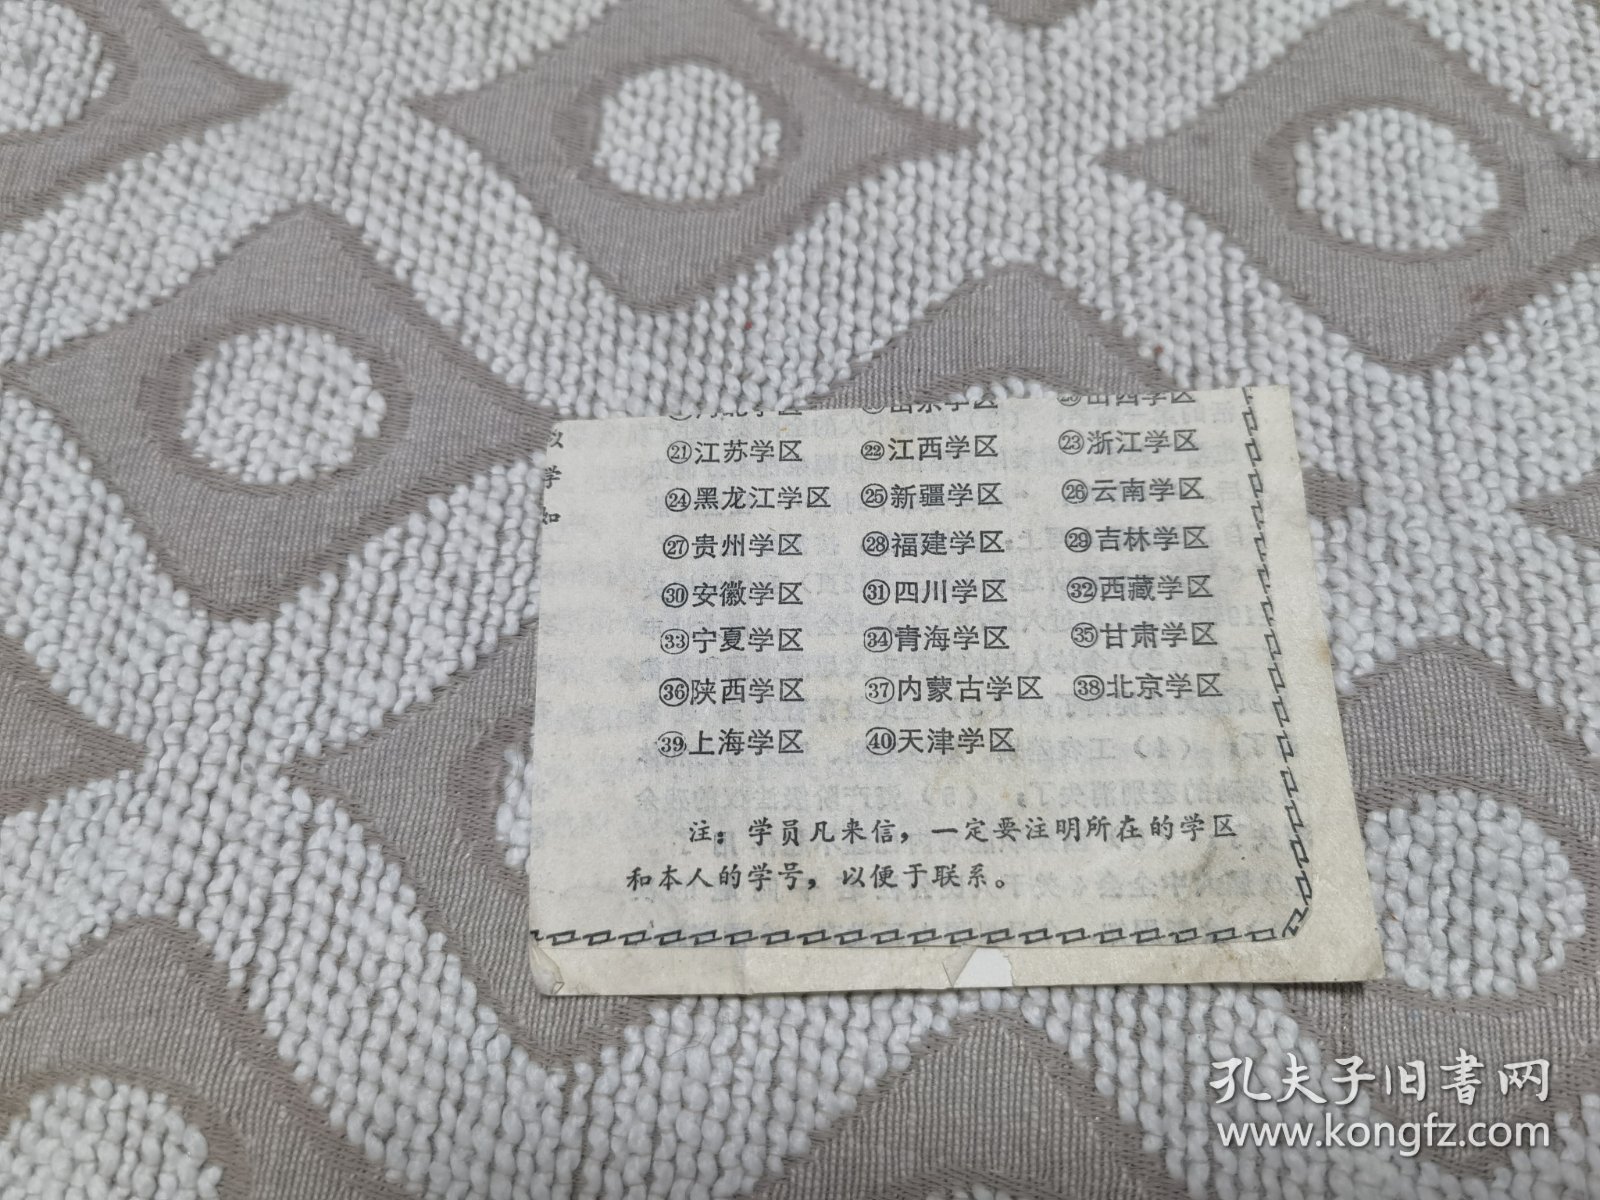 ⑳山西学区
㉑江苏学区 ㉒江西学区 ㉓浙江学区
㉔黑龙江学区 ㉕新疆学区 ㉖云南学区
㉗贵州学区 ㉘福建学区 ㉙吉林学区
㉚安徽学区 ㉛四川学区 ㉜西藏学区
㉝宁夏学区 ㉞青海学区 ㉟甘肃学区
㊱陕西学区 ㊲内蒙古学区 ㊳北京学区
㊴上海学区 ㊵天津学区
注：学员凡来信，一定要注明所在的学区
和本人的学号，以便于联系。
学
如
孔夫子旧書网
www.kongfz.com